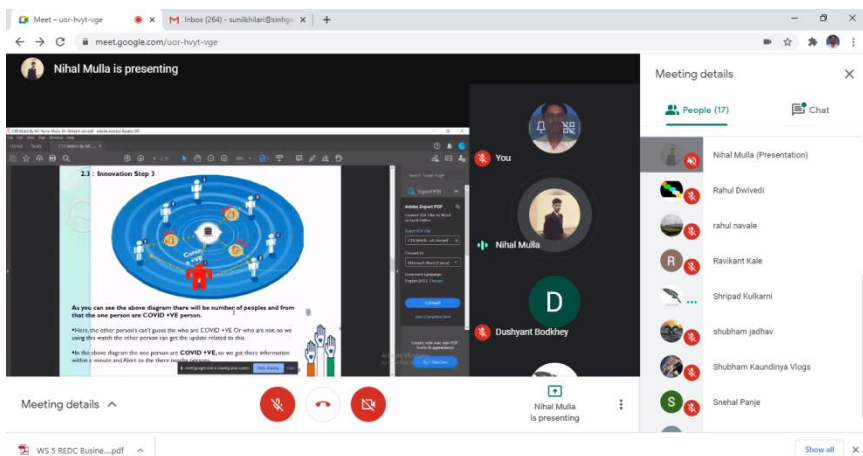 Meet – uor-hvyt-vge
Inbox (264) - sunilkhilari@sinhga
meet.google.com/uor-hvyt-vge
Nihal Mulla is presenting
Meeting details
People (17)
Chat
Home Tools
2.3 : Innovation Step 3
Export PDF
Adobe Export PDF
Convert
As you can see the above diagram there will be number of peoples and from
that the one person are COVID +VE person.
•Here, the other person's can't guess the who are COVID +VE Or who are not, so we
using this watch the other person can get the update related to this.
•In the above diagram the one person are COVID +VE, so we get there information
within a minute and Alert to the there nearby persons.
You
Nihal Mulla
D
Dushyant Bodkhey
Nihal Mulla (Presentation)
Rahul Dwivedi
rahul navale
R
Ravikant Kale
Shripad Kulkarni
shubham jadhav
Shubham Kaundinya Vlogs
S
Snehal Panje
Meeting details
Nihal Mulla
is presenting
WS 5 REDC Busine....pdf
Show all